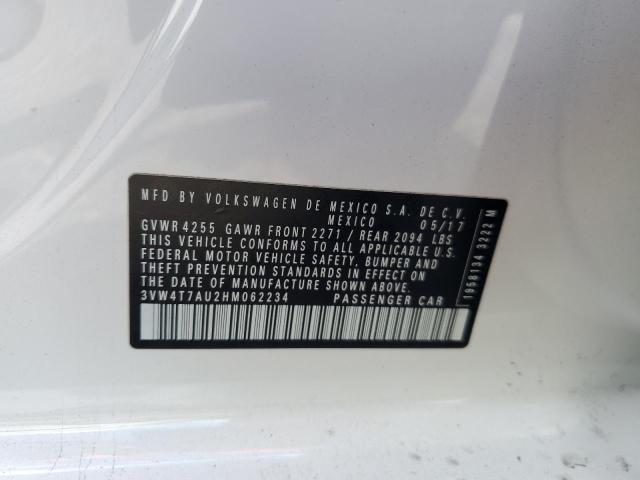 MFD BY VOLKSWAGEN DE MEXICO S.A. DE C.V.
MEXICO 05/17
GVWR 4255 GAWR FRONT 2271 / REAR 2094 LBS
THIS VEHICLE CONFORMS TO ALL APPLICABLE U.S.
FEDERAL MOTOR VEHICLE SAFETY, BUMPER AND
THEFT PREVENTION STANDARDS IN EFFECT ON
THE DATE OF MANUFACTURE SHOWN ABOVE.
3VW4T7AU2HM062234 PASSENGER CAR
1958134 3222 M